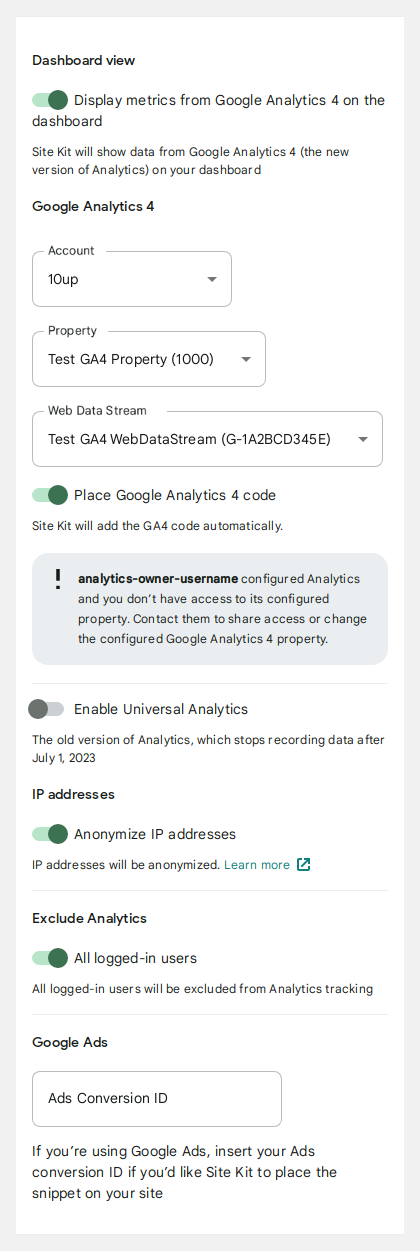 Dashboard view
Display metrics from Google Analytics 4 on the
dashboard
Site Kit will show data from Google Analytics 4 (the new
version of Analytics) on your dashboard
Google Analytics 4
Account
10up
Property
Test GA4 Property (1000)
Web Data Stream
Test GA4 WebDataStream (G-1A2BCD345E)
Place Google Analytics 4 code
Site Kit will add the GA4 code automatically.
analytics-owner-username configured Analytics
and you don’t have access to its configured
property. Contact them to share access or change
the configured Google Analytics 4 property.
Enable Universal Analytics
The old version of Analytics, which stops recording data after
July 1, 2023
IP addresses
Anonymize IP addresses
IP addresses will be anonymized. Learn more
Exclude Analytics
All logged-in users
All logged-in users will be excluded from Analytics tracking
Google Ads
Ads Conversion ID
If you’re using Google Ads, insert your Ads
conversion ID if you’d like Site Kit to place the
snippet on your site